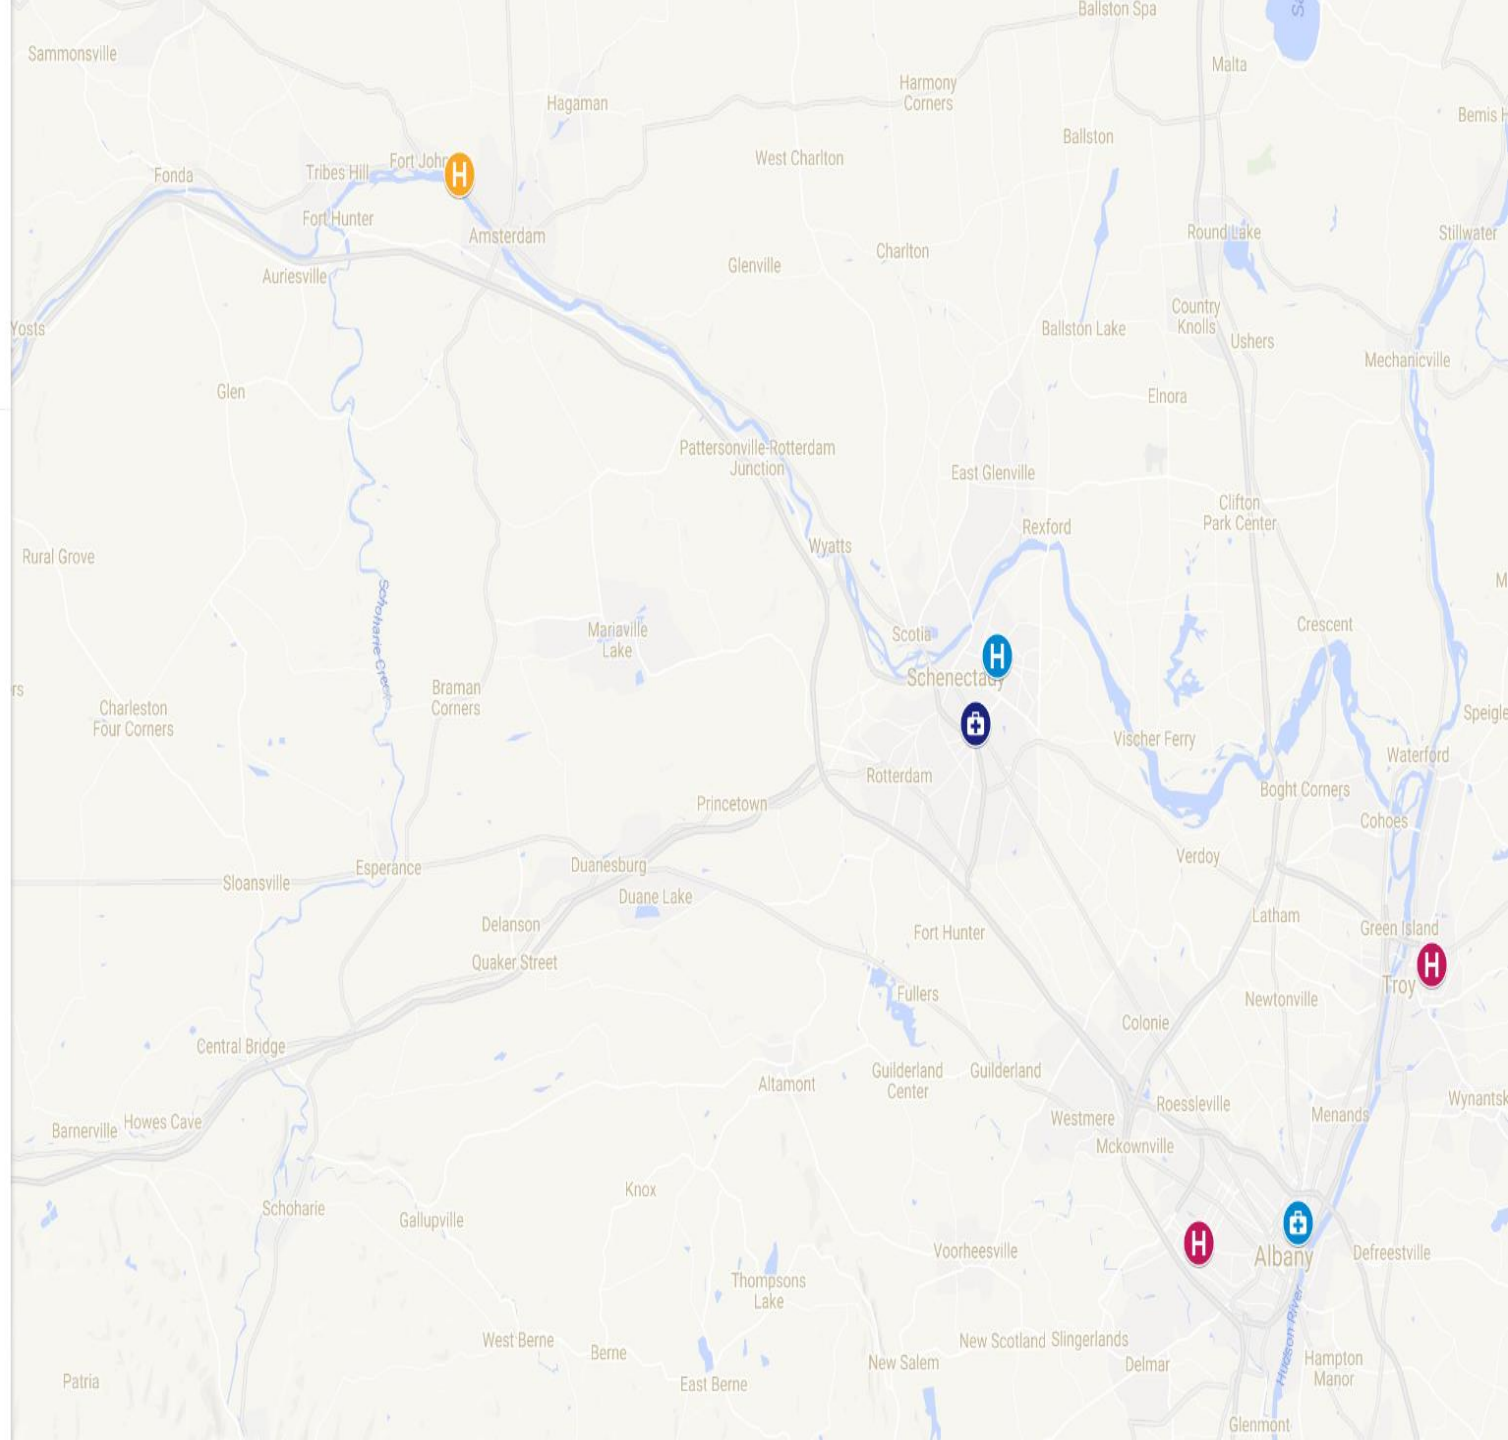 Ballston Spa
Sammonsville
Malta
Harmony
Corners
Hagaman
Bemis H
Ballston
West Charlton
Fort John
Tribes Hill
Fonda
Fort Hunter
Round Lake
Stillwater
Amsterdam
Charlton
Glenville
Auriesville
Country
Knolls
Yosts
Ballston Lake
Ushers
Mechanicville
Glen
Elnora
Pattersonville-Rotterdam
Junction
East Glenville
Clifton
Park Center
Rexford
Wyatts
Rural Grove
M
Schoharie Creek
Mariaville
Lake
Scotia
Crescent
H
Schenectady
rs
Braman
Corners
Charleston
Four Corners
Speigle
Vischer Ferry
Waterford
Rotterdam
Boght Corners
Princetown
Cohoes
Verdoy
Duanesburg
Esperance
Sloansville
Duane Lake
Latham
Delanson
Fort Hunter
Green Island
Quaker Street
H
Troy
Fullers
Newtonville
Colonie
Central Bridge
Guilderland
Center
Guilderland
Altamont
Wynantsk
Roessleville
Menands
Westmere
Howes Cave
Barnerville
Mckownville
Knox
Schoharie
Gallupville
H
Voorheesville
Albany
Defreestville
Thompsons
Lake
Hudson River
West Berne
Berne
New Scotland
Slingerlands
New Salem
Delmar
Hampton
Manor
Patria
East Berne
Glenmont
H